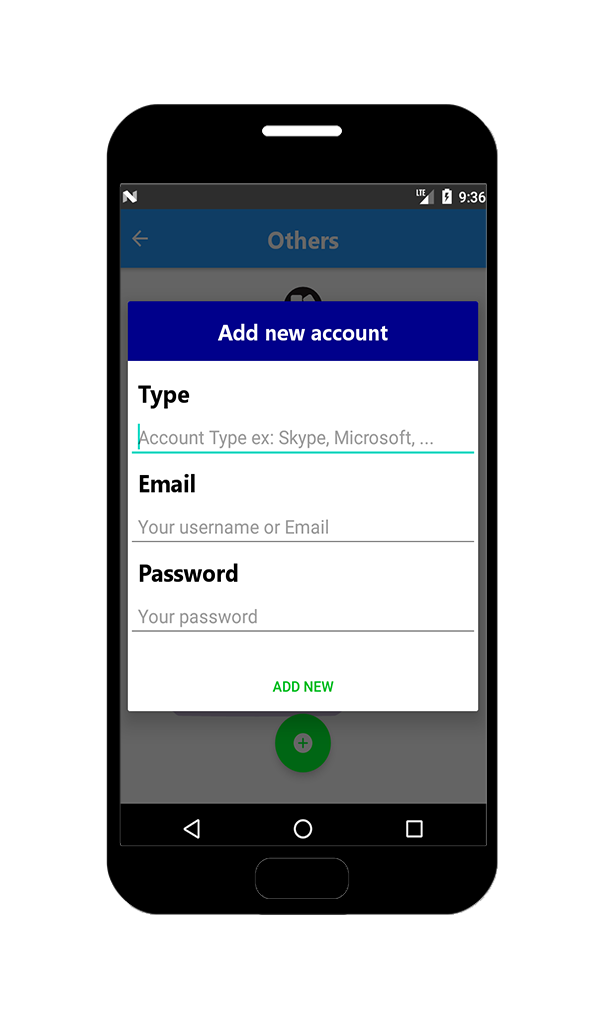 LTE 9:36
Others
Add new account
Type
Account Type ex: Skype, Microsoft, ...
Email
Your username or Email
Password
Your password
ADD NEW